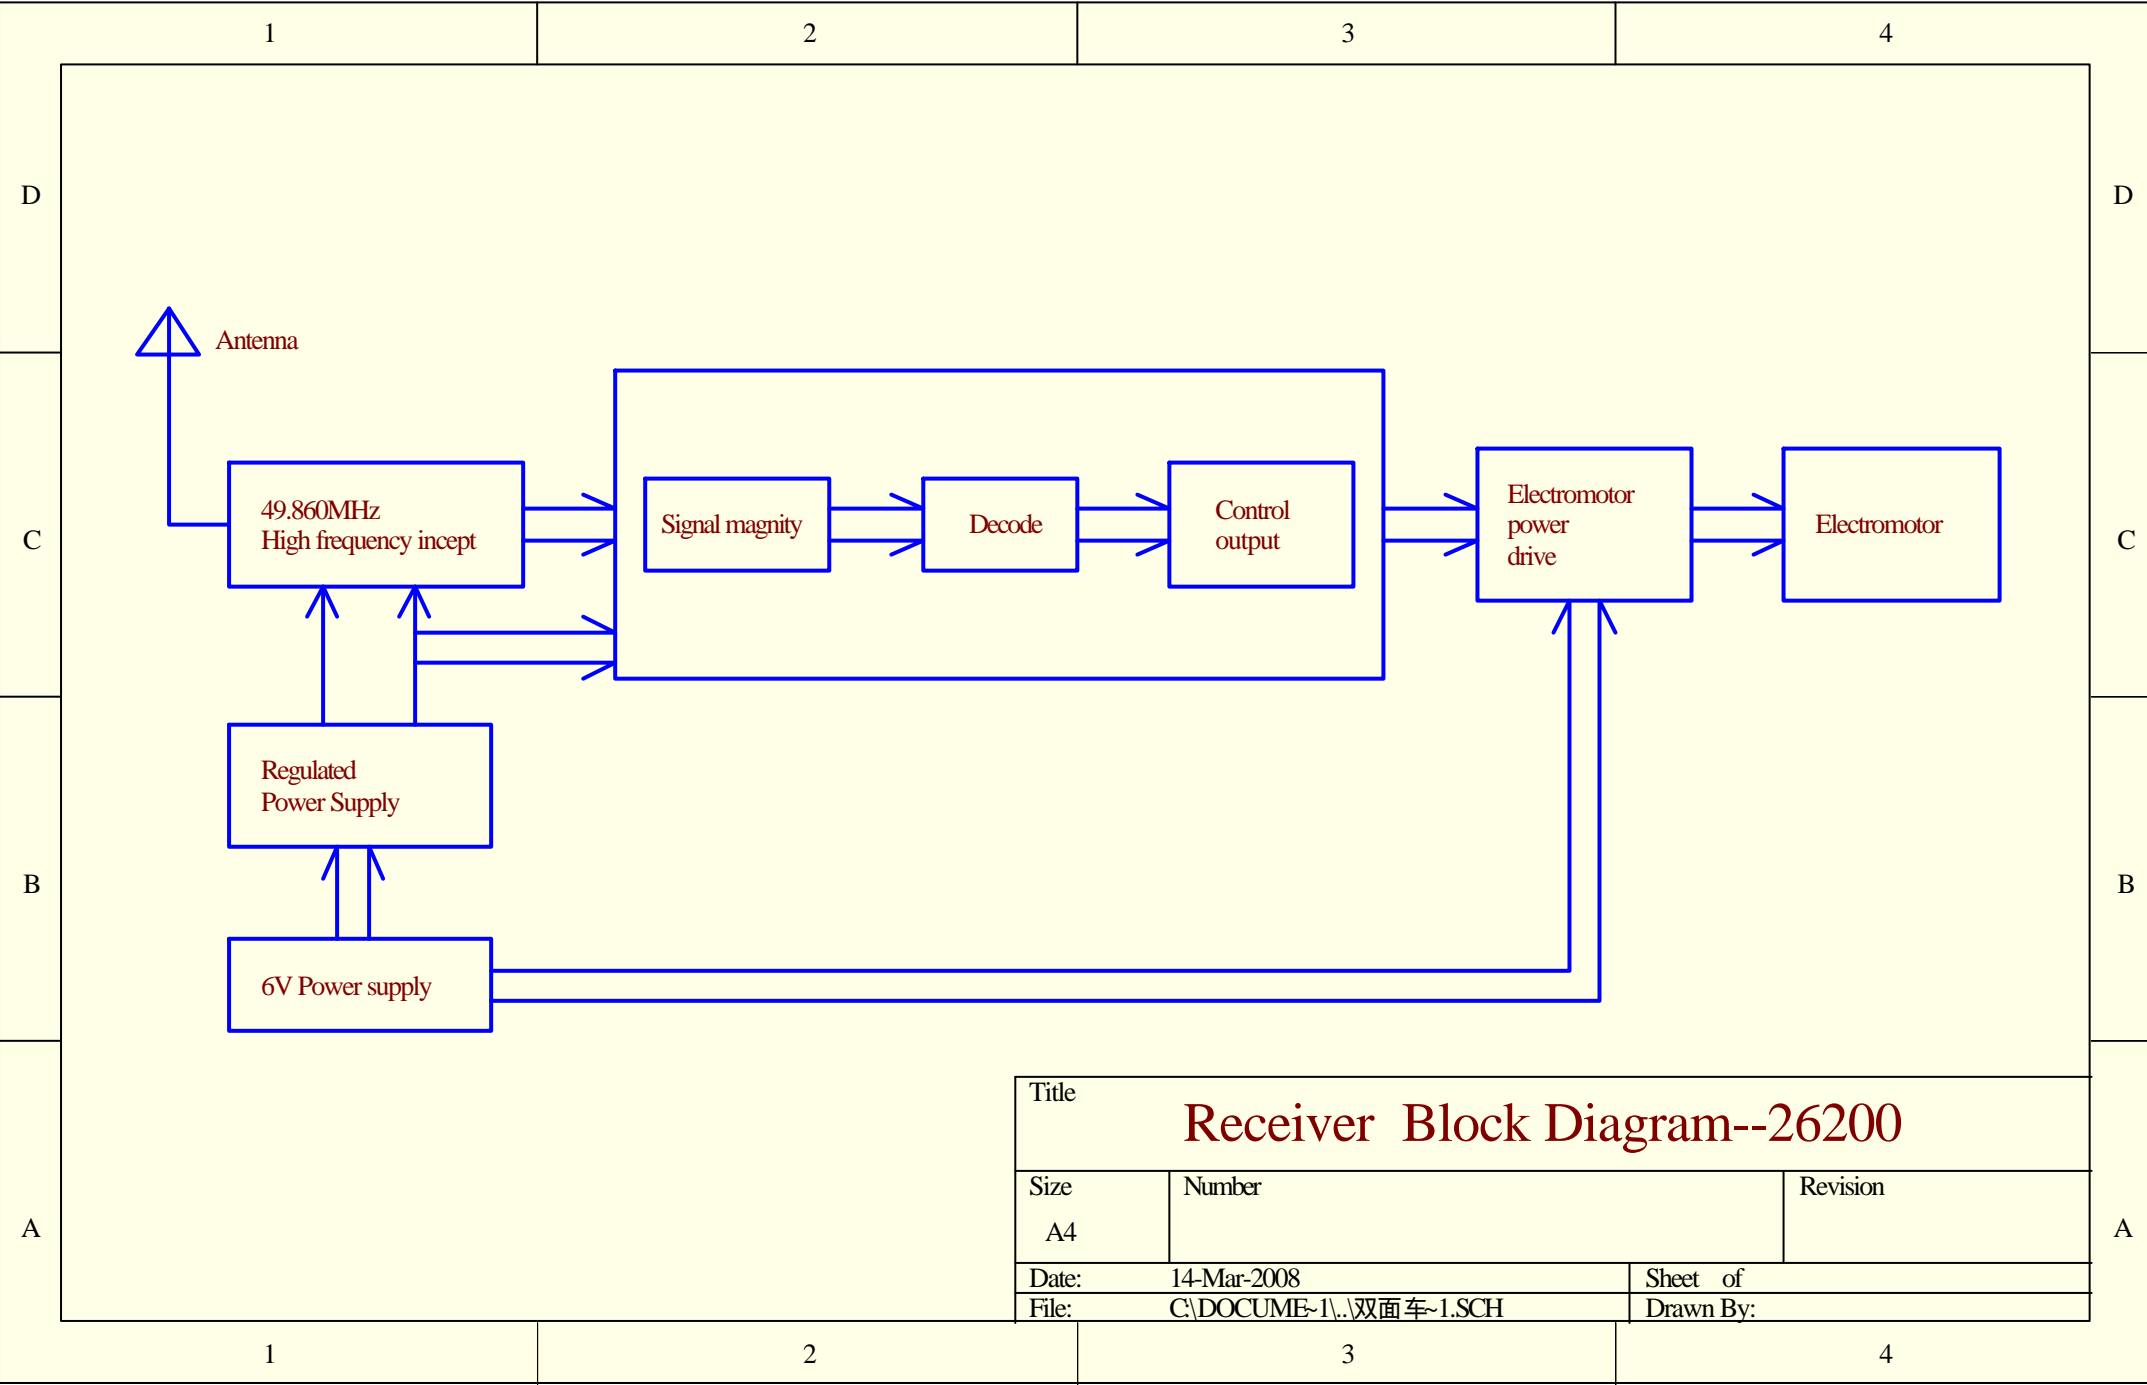 1 2 3 4
D D
Antenna
49.860MHz
High frequency incept
Signal magnity
Decode
Control
output
Electromotor
power
drive
Electromotor
C C
Regulated
Power Supply
B B
6V Power supply
Title
Receiver Block Diagram--26200
Size Number Revision
A4
A A
Date: 14-Mar-2008 Sheet of
File: C:\DOCUME~1\..\双面车~1.SCH Drawn By:
1 2 3 4